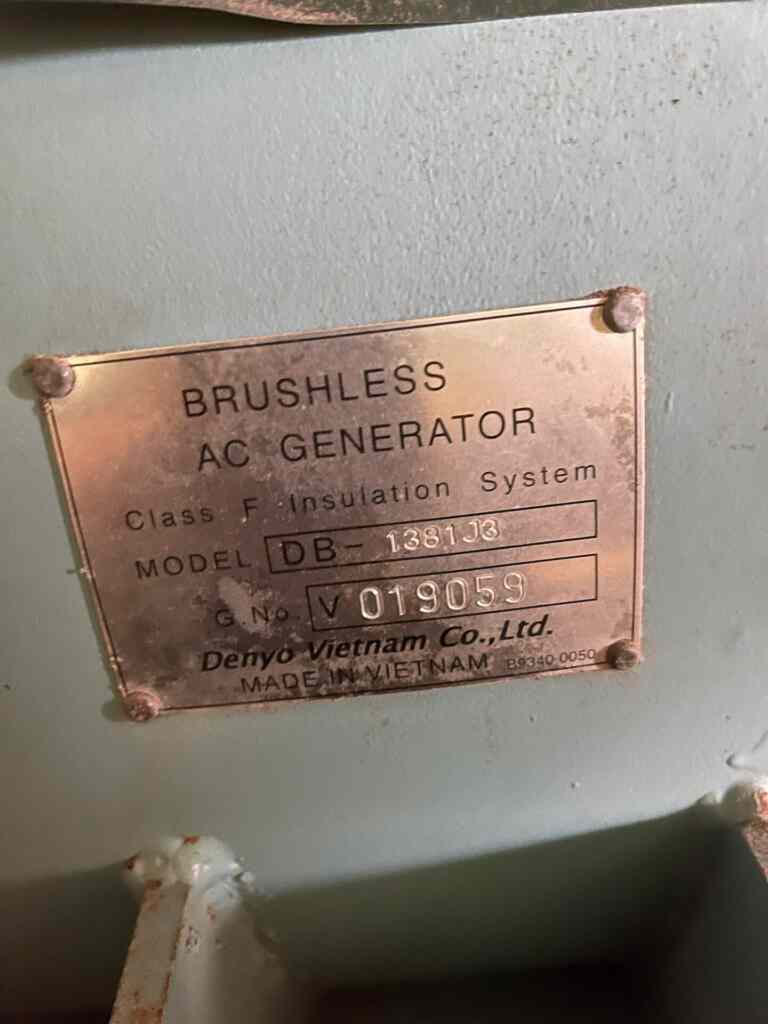 BRUSHLESS
AC GENERATOR
Class F Insulation System
MODEL DB- 1381J3
G No. V 019059
Denyo Vietnam Co.,Ltd.
MADE IN VIETNAM B9340 0050